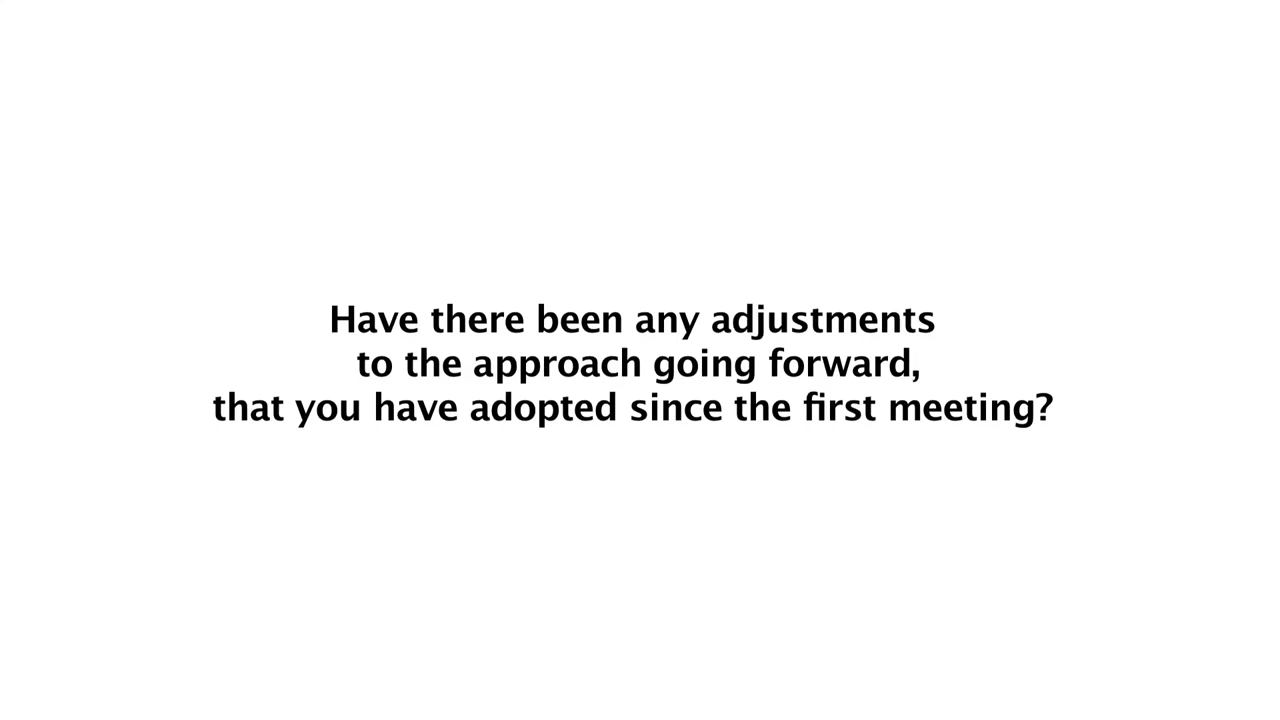 Have there been any adjustments
to the approach going forward,
that you have adopted since the first meeting?